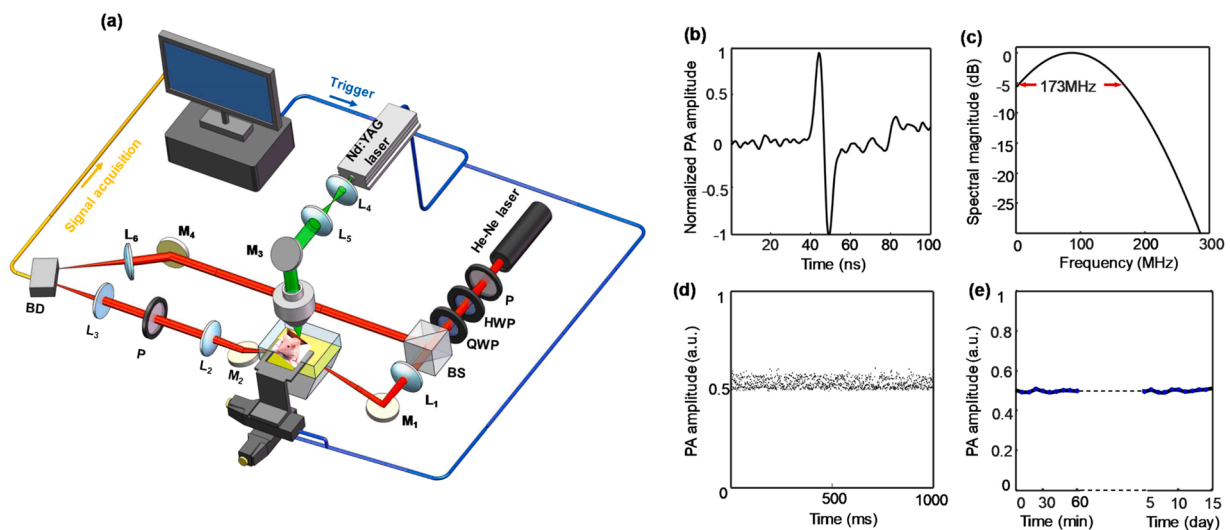 (a)
Trigger
Signal acquisition
Nd:YAG
laser
L4
L5
M3
He-Ne laser
P
HWP
QWP
BS
L1
M1
M4
L6
BD
L3
P
L2
M2
(b)
Normalized PA amplitude
1
0.5
0
-0.5
-1
20 40 60 80 100
Time (ns)
(c)
Spectral magnitude (dB)
0
-5
-10
-15
-20
-25
173MHz
0 100 200 300
Frequency (MHz)
(d)
PA amplitude (a.u.)
1
0.5
0
500 1000
Time (ms)
(e)
PA amplitude (a.u.)
1
0.8
0.6
0.4
0.2
0
0 30 60 5 10 15
Time (min) Time (day)